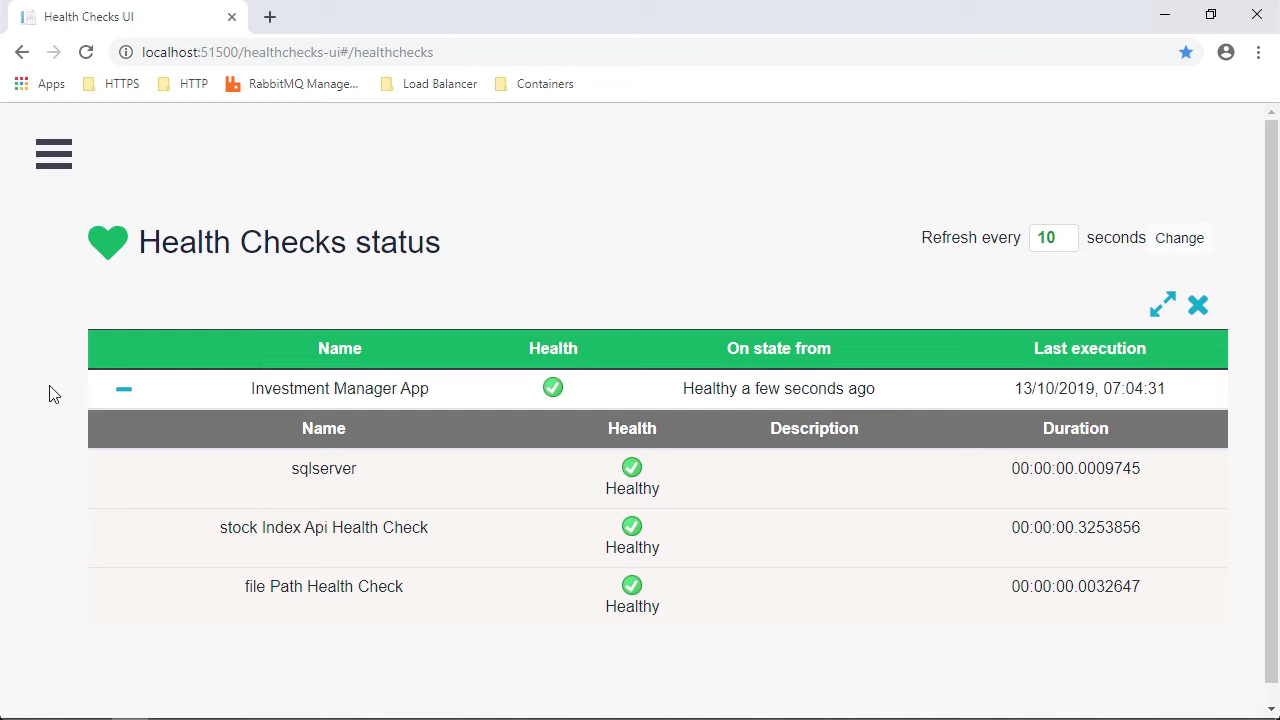 Health Checks UI
localhost:51500/healthchecks-ui#/healthchecks
Apps HTTPS HTTP RabbitMQ Manage... Load Balancer Containers
Health Checks status
Refresh every 10 seconds Change
Name Health On state from Last execution
Investment Manager App Healthy a few seconds ago 13/10/2019, 07:04:31
Name Health Description Duration
sqlserver Healthy 00:00:00.0009745
stock Index Api Health Check Healthy 00:00:00.3253856
file Path Health Check Healthy 00:00:00.0032647